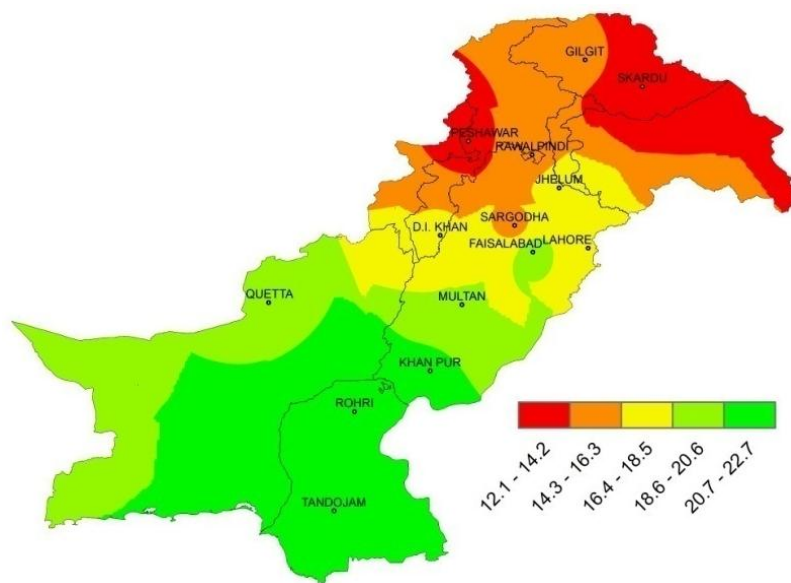 GILGIT
SKARDU
PESHAWAR
RAWALPINDI
JHELUM
SARGODHA
D.I. KHAN
FAISALABAD
LAHORE
QUETTA
MULTAN
KHAN PUR
ROHRI
TANDOJAM
12.1 - 14.2
14.3 - 16.3
16.4 - 18.5
18.6 - 20.6
20.7 - 22.7